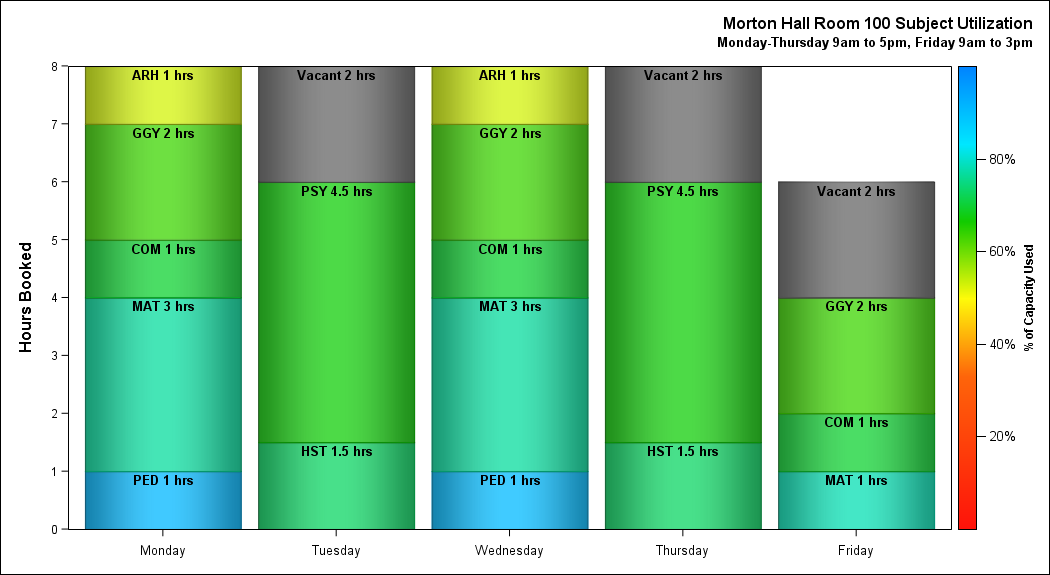 Morton Hall Room 100 Subject Utilization
Monday-Thursday 9am to 5pm, Friday 9am to 3pm
Hours Booked
8
7
6
5
4
3
2
1
0
ARH 1 hrs
GGY 2 hrs
COM 1 hrs
MAT 3 hrs
PED 1 hrs
Vacant 2 hrs
PSY 4.5 hrs
HST 1.5 hrs
ARH 1 hrs
GGY 2 hrs
COM 1 hrs
MAT 3 hrs
PED 1 hrs
Vacant 2 hrs
PSY 4.5 hrs
HST 1.5 hrs
Vacant 2 hrs
GGY 2 hrs
COM 1 hrs
MAT 1 hrs
Monday
Tuesday
Wednesday
Thursday
Friday
80%
60%
40%
20%
% of Capacity Used